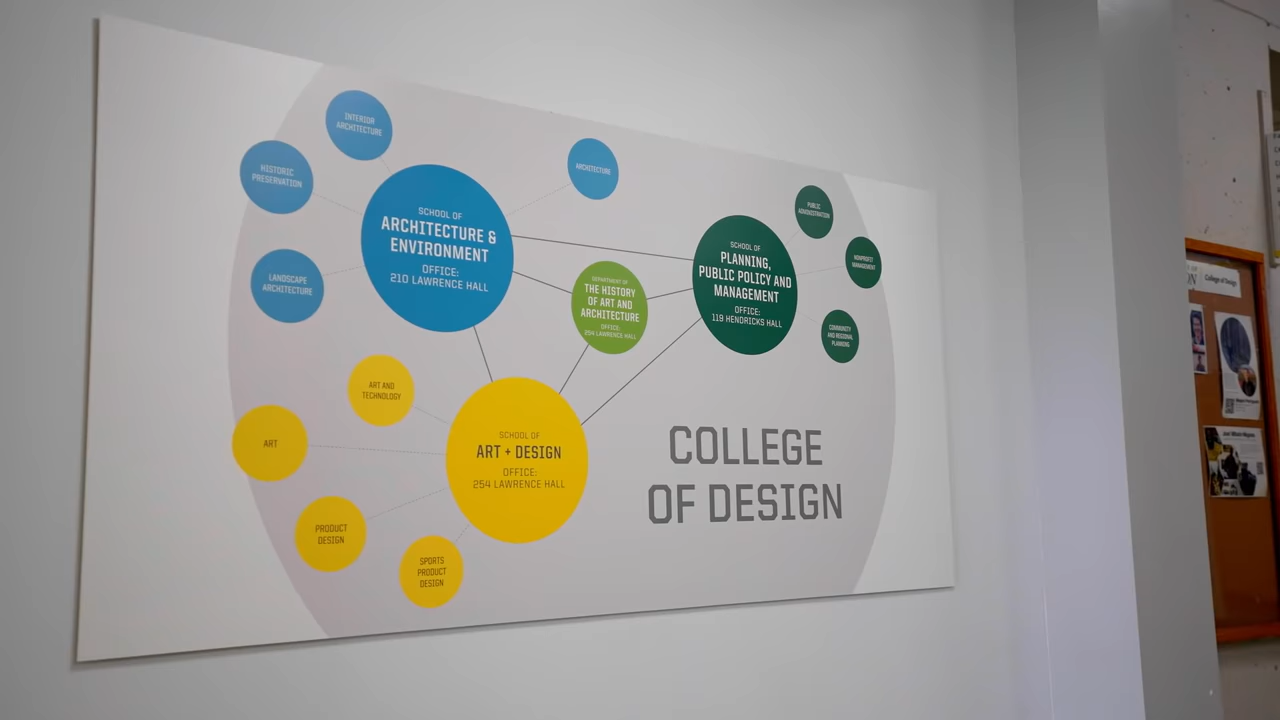 INTERIOR
ARCHITECTURE
HISTORIC
PRESERVATION
LANDSCAPE
ARCHITECTURE
SCHOOL OF
ARCHITECTURE &
ENVIRONMENT
OFFICE:
210 LAWRENCE HALL
ARCHITECTURE
DEPARTMENT OF
THE HISTORY
OF ART AND
ARCHITECTURE
OFFICE:
254 LAWRENCE HALL
SCHOOL OF
PLANNING,
PUBLIC POLICY AND
MANAGEMENT
OFFICE:
119 HENDRICKS HALL
PUBLIC
ADMINISTRATION
NONPROFIT
MANAGEMENT
COMMUNITY
AND REGIONAL
PLANNING
ART AND
TECHNOLOGY
ART
PRODUCT
DESIGN
SPORTS
PRODUCT
DESIGN
SCHOOL OF
ART + DESIGN
OFFICE:
254 LAWRENCE HALL
COLLEGE
OF DESIGN
College of Design